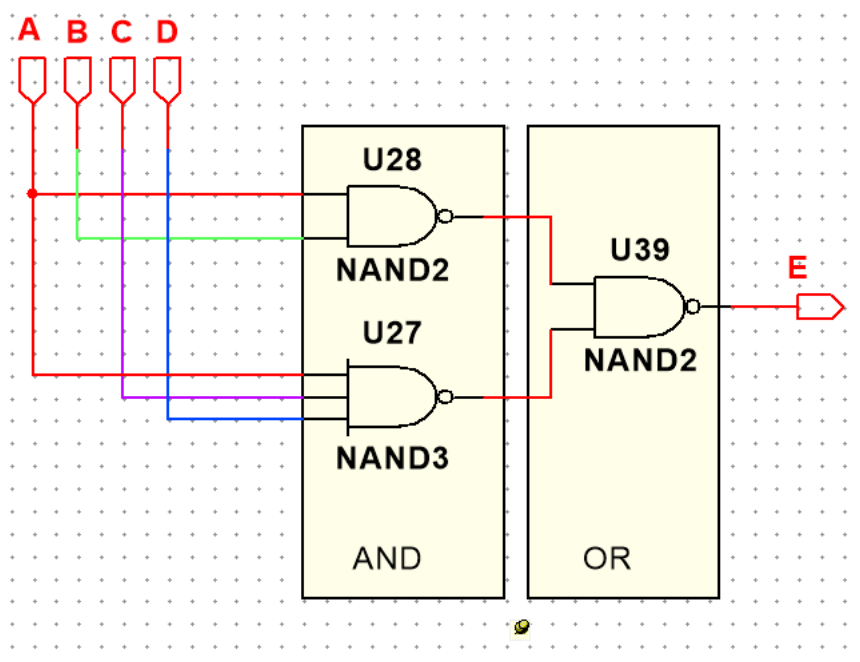 A B C D
U28
NAND2
U39
E
U27
NAND2
NAND3
AND
OR